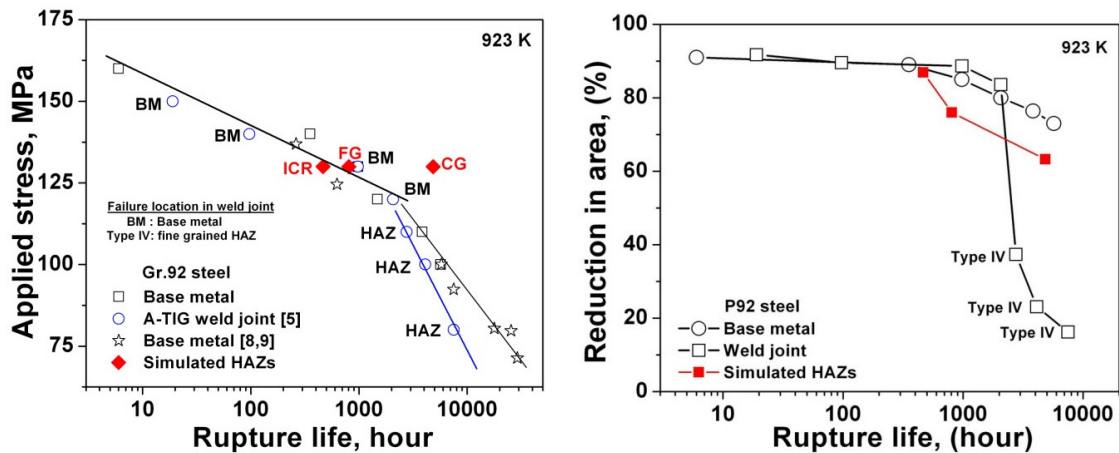 175
150
125
100
75
Applied stress, MPa
923 K
BM
BM
ICR
FG
BM
CG
BM
HAZ
HAZ
HAZ
Failure location in weld joint
BM : Base metal
Type IV: fine grained HAZ
Gr.92 steel
Base metal
A-TIG weld joint [5]
Base metal [8,9]
Simulated HAZs
10
100
1000
10000
Rupture life, hour
100
80
60
40
20
0
Reduction in area, (%)
923 K
Type IV
Type IV
Type IV
P92 steel
Base metal
Weld joint
Simulated HAZs
10
100
1000
10000
Rupture life, (hour)